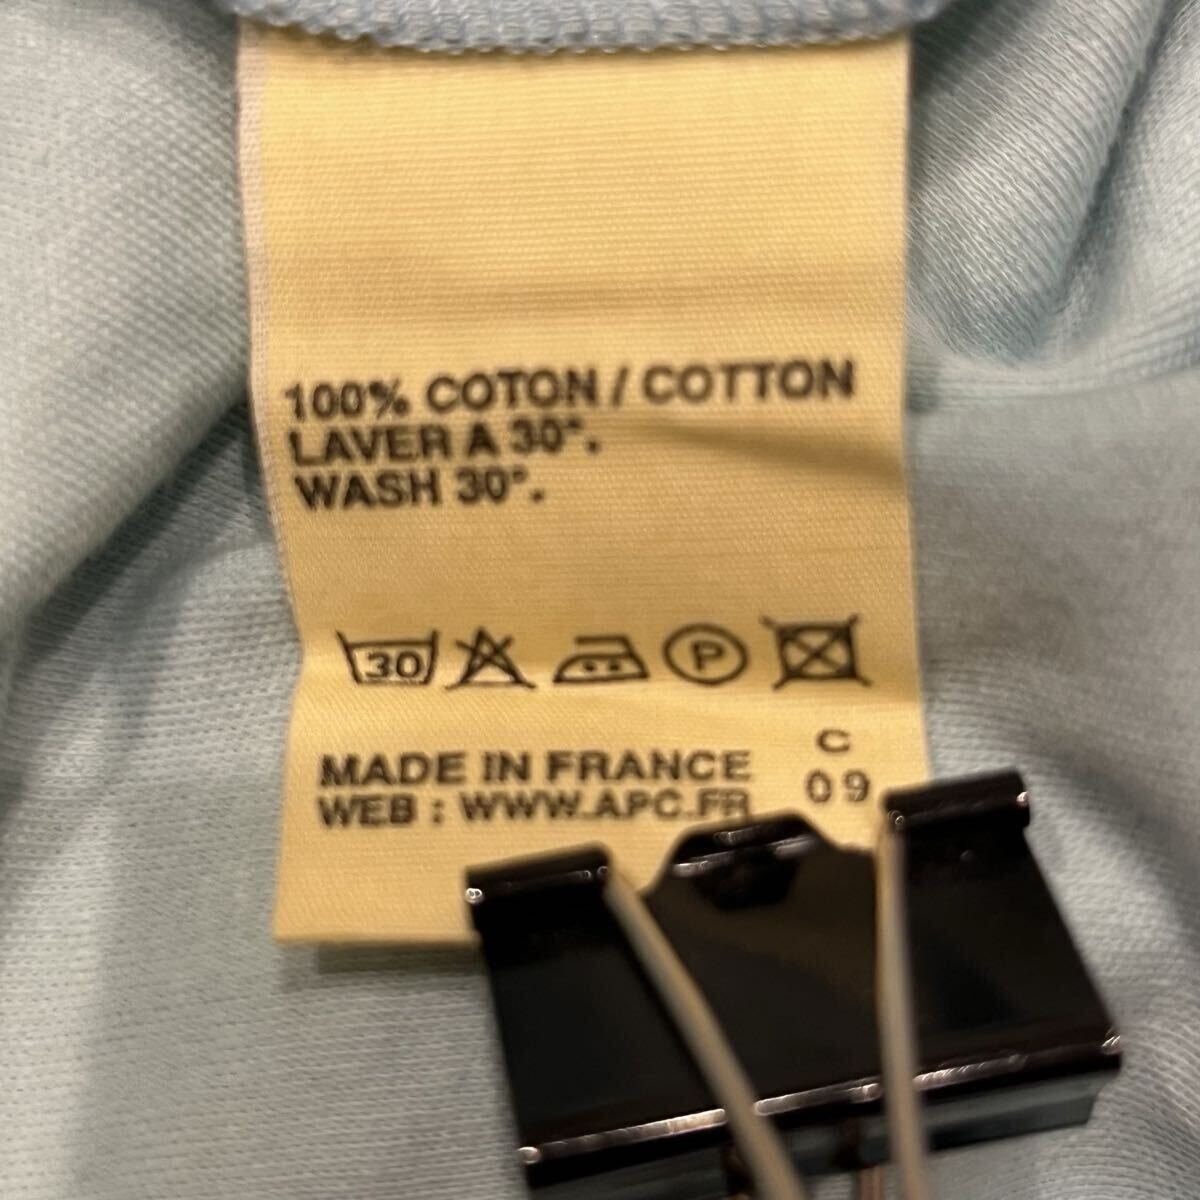 100% COTON / COTTON
LAVER A 30°.
WASH 30°.
30 P
MADE IN FRANCE
WEB : WWW.APC.FR
C
09